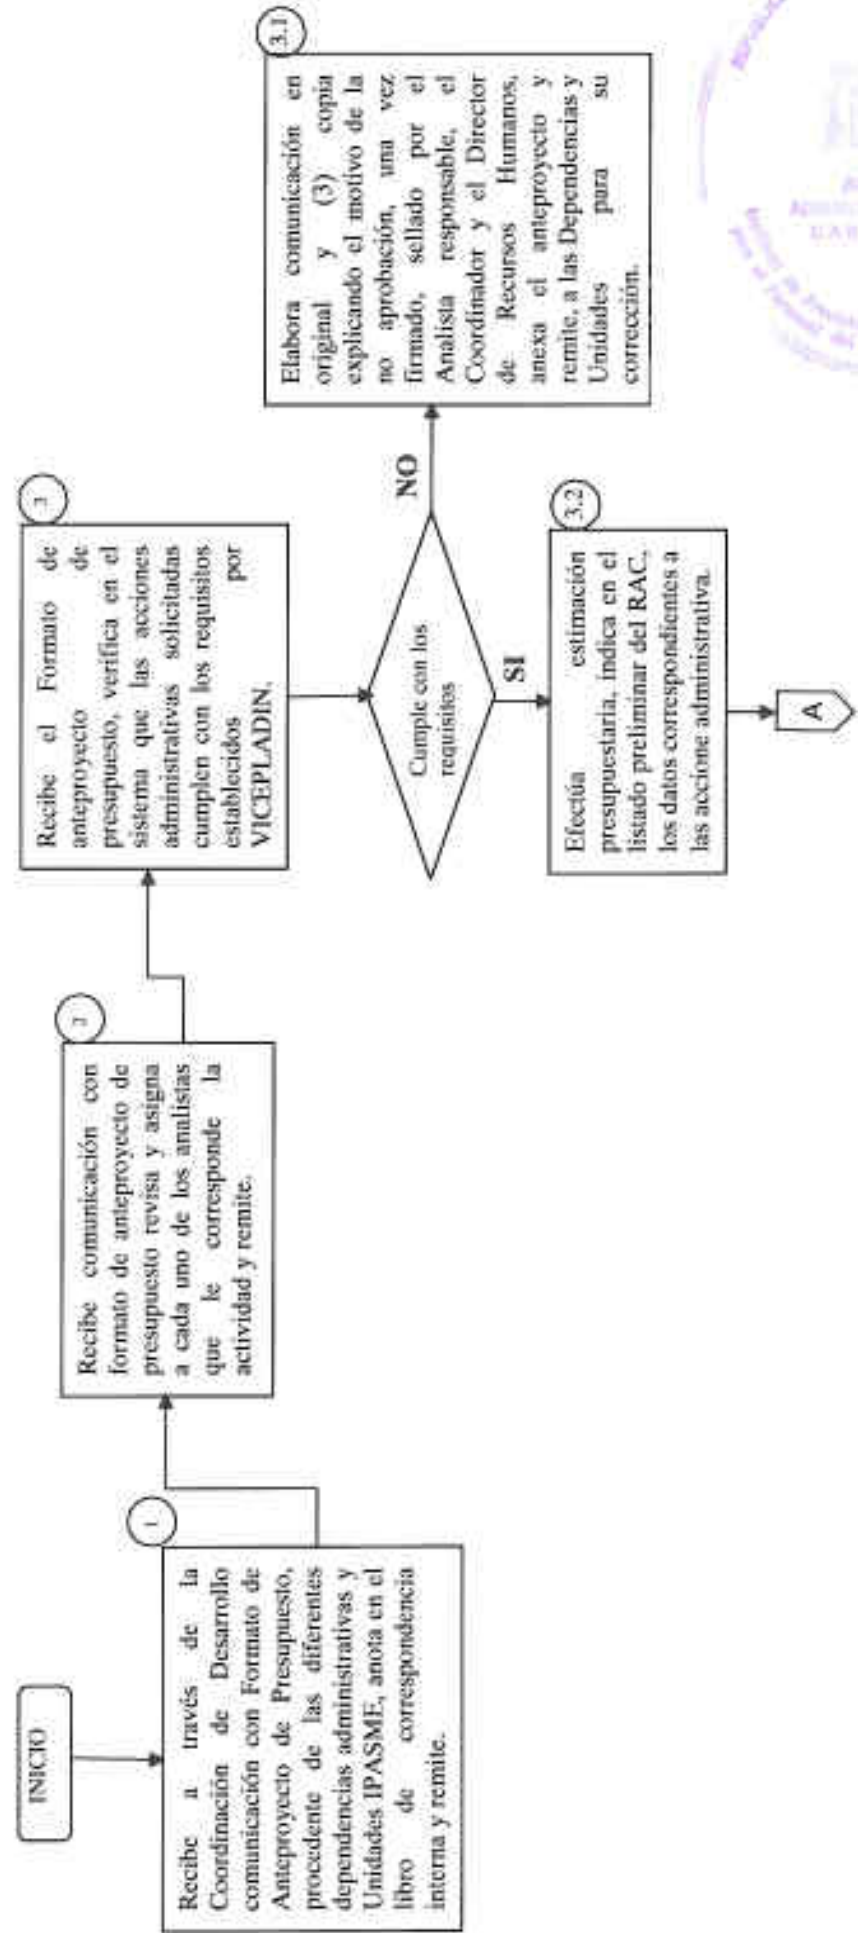 INICIO
1
Recibe a través de la
Coordinación de Desarrollo
comunicación con Formato de
Anteproyecto de Presupuesto,
procedente de las diferentes
dependencias administrativas y
Unidades IPASME, anota en el
libro de correspondencia
interna y remite.
2
Recibe comunicación con
formato de anteproyecto de
presupuesto revisa y asigna
a cada uno de los analistas
que le corresponde la
actividad y remite.
3
Recibe el Formato de
anteproyecto de
presupuesto, verifica en el
sistema que las acciones
administrativas solicitadas
cumplen con los requisitos
establecidos por
VICEPLADIN.
Cumple con los
requisitos
NO
3.1
Elabora comunicación en
original y (3) copia
explicando el motivo de la
no aprobación, una vez
firmado, sellado por el
Analista responsable, el
Coordinador y el Director
de Recursos Humanos,
anexa el anteproyecto y
remite, a las Dependencias y
Unidades para su
corrección.
SI
3.2
Efectúa estimación
presupuestaria, indica en el
listado preliminar del RAC,
los datos correspondientes a
las accione administrativa.
A